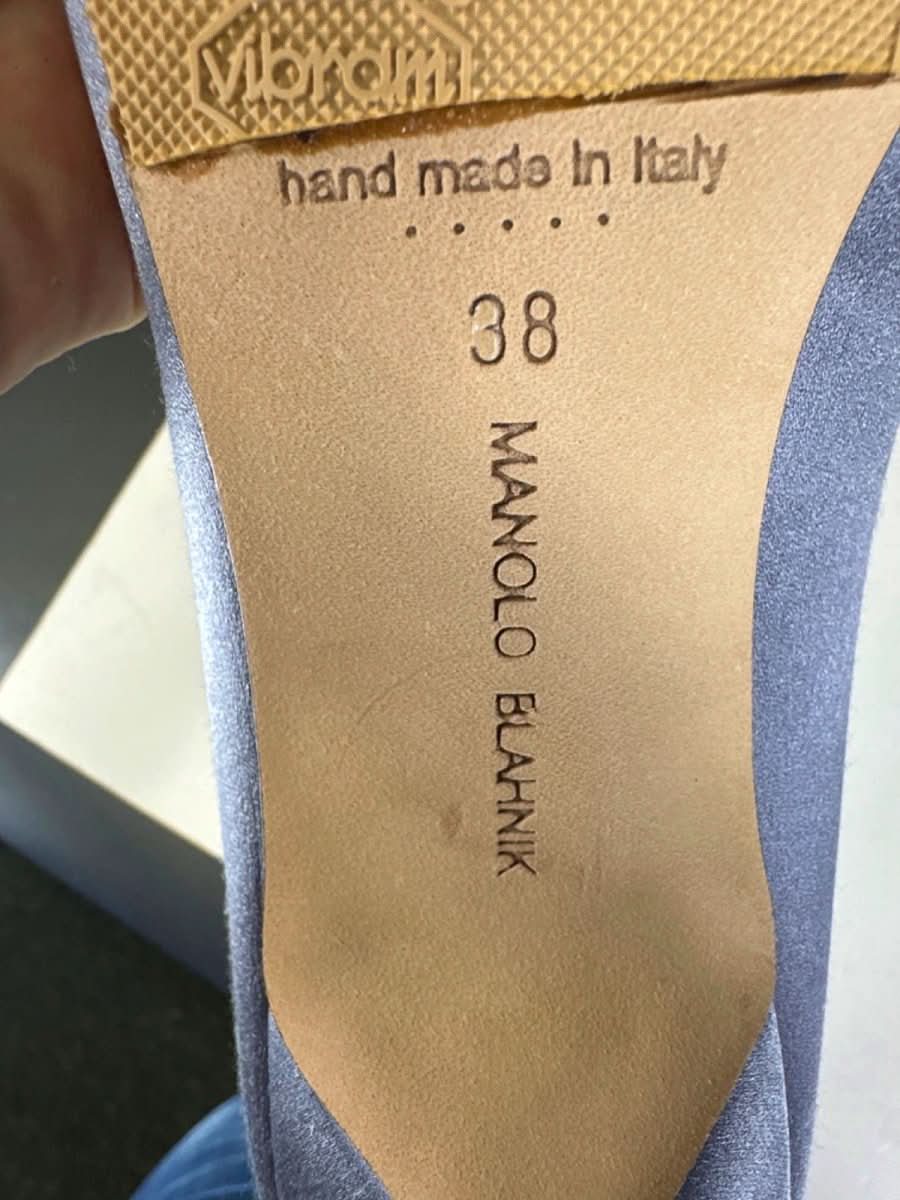 vibram
hand made in Italy
38
MANOLO BLAHNIK